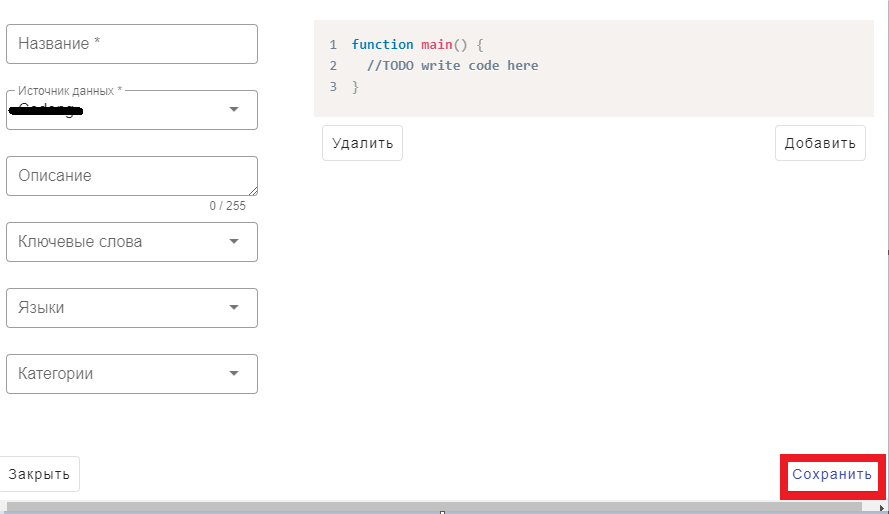 Название *
Источник данных *
Описание
0 / 255
Ключевые слова
Языки
Категории
1 function main() {
2 //TODO write code here
3 }
Удалить
Добавить
Закрыть
Сохранить